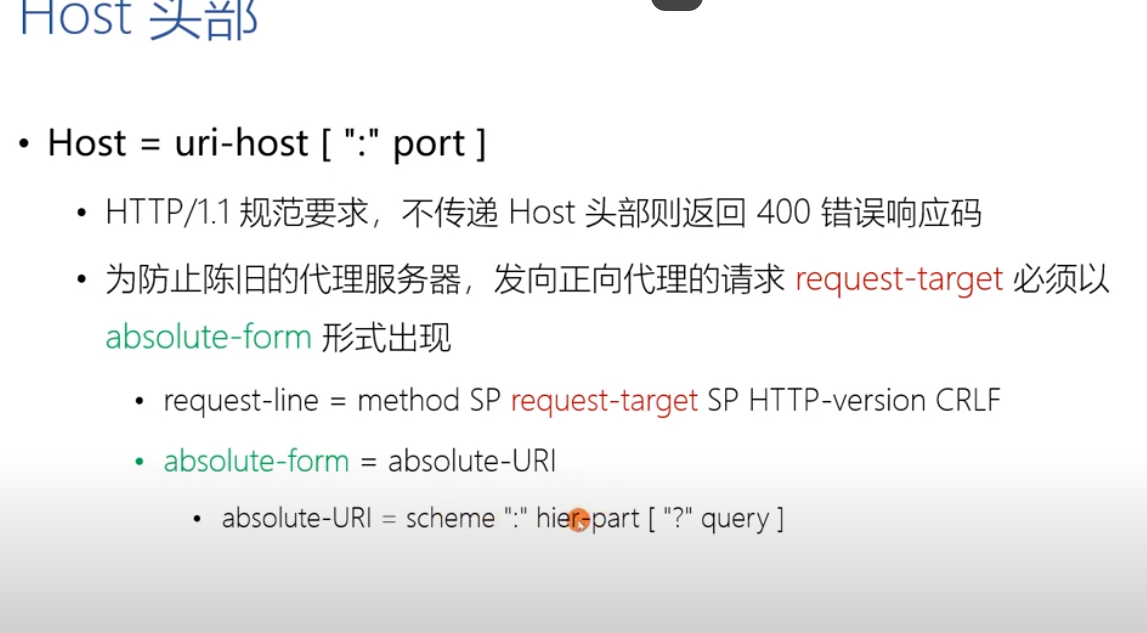 Host 头部
• Host = uri-host [ ":" port ]
• HTTP/1.1 规范要求，不传递 Host 头部则返回 400 错误响应码
• 为防止陈旧的代理服务器，发向正向代理的请求 request-target 必须以
absolute-form 形式出现
• request-line = method SP request-target SP HTTP-version CRLF
• absolute-form = absolute-URI
• absolute-URI = scheme ":" hier-part [ "?" query ]